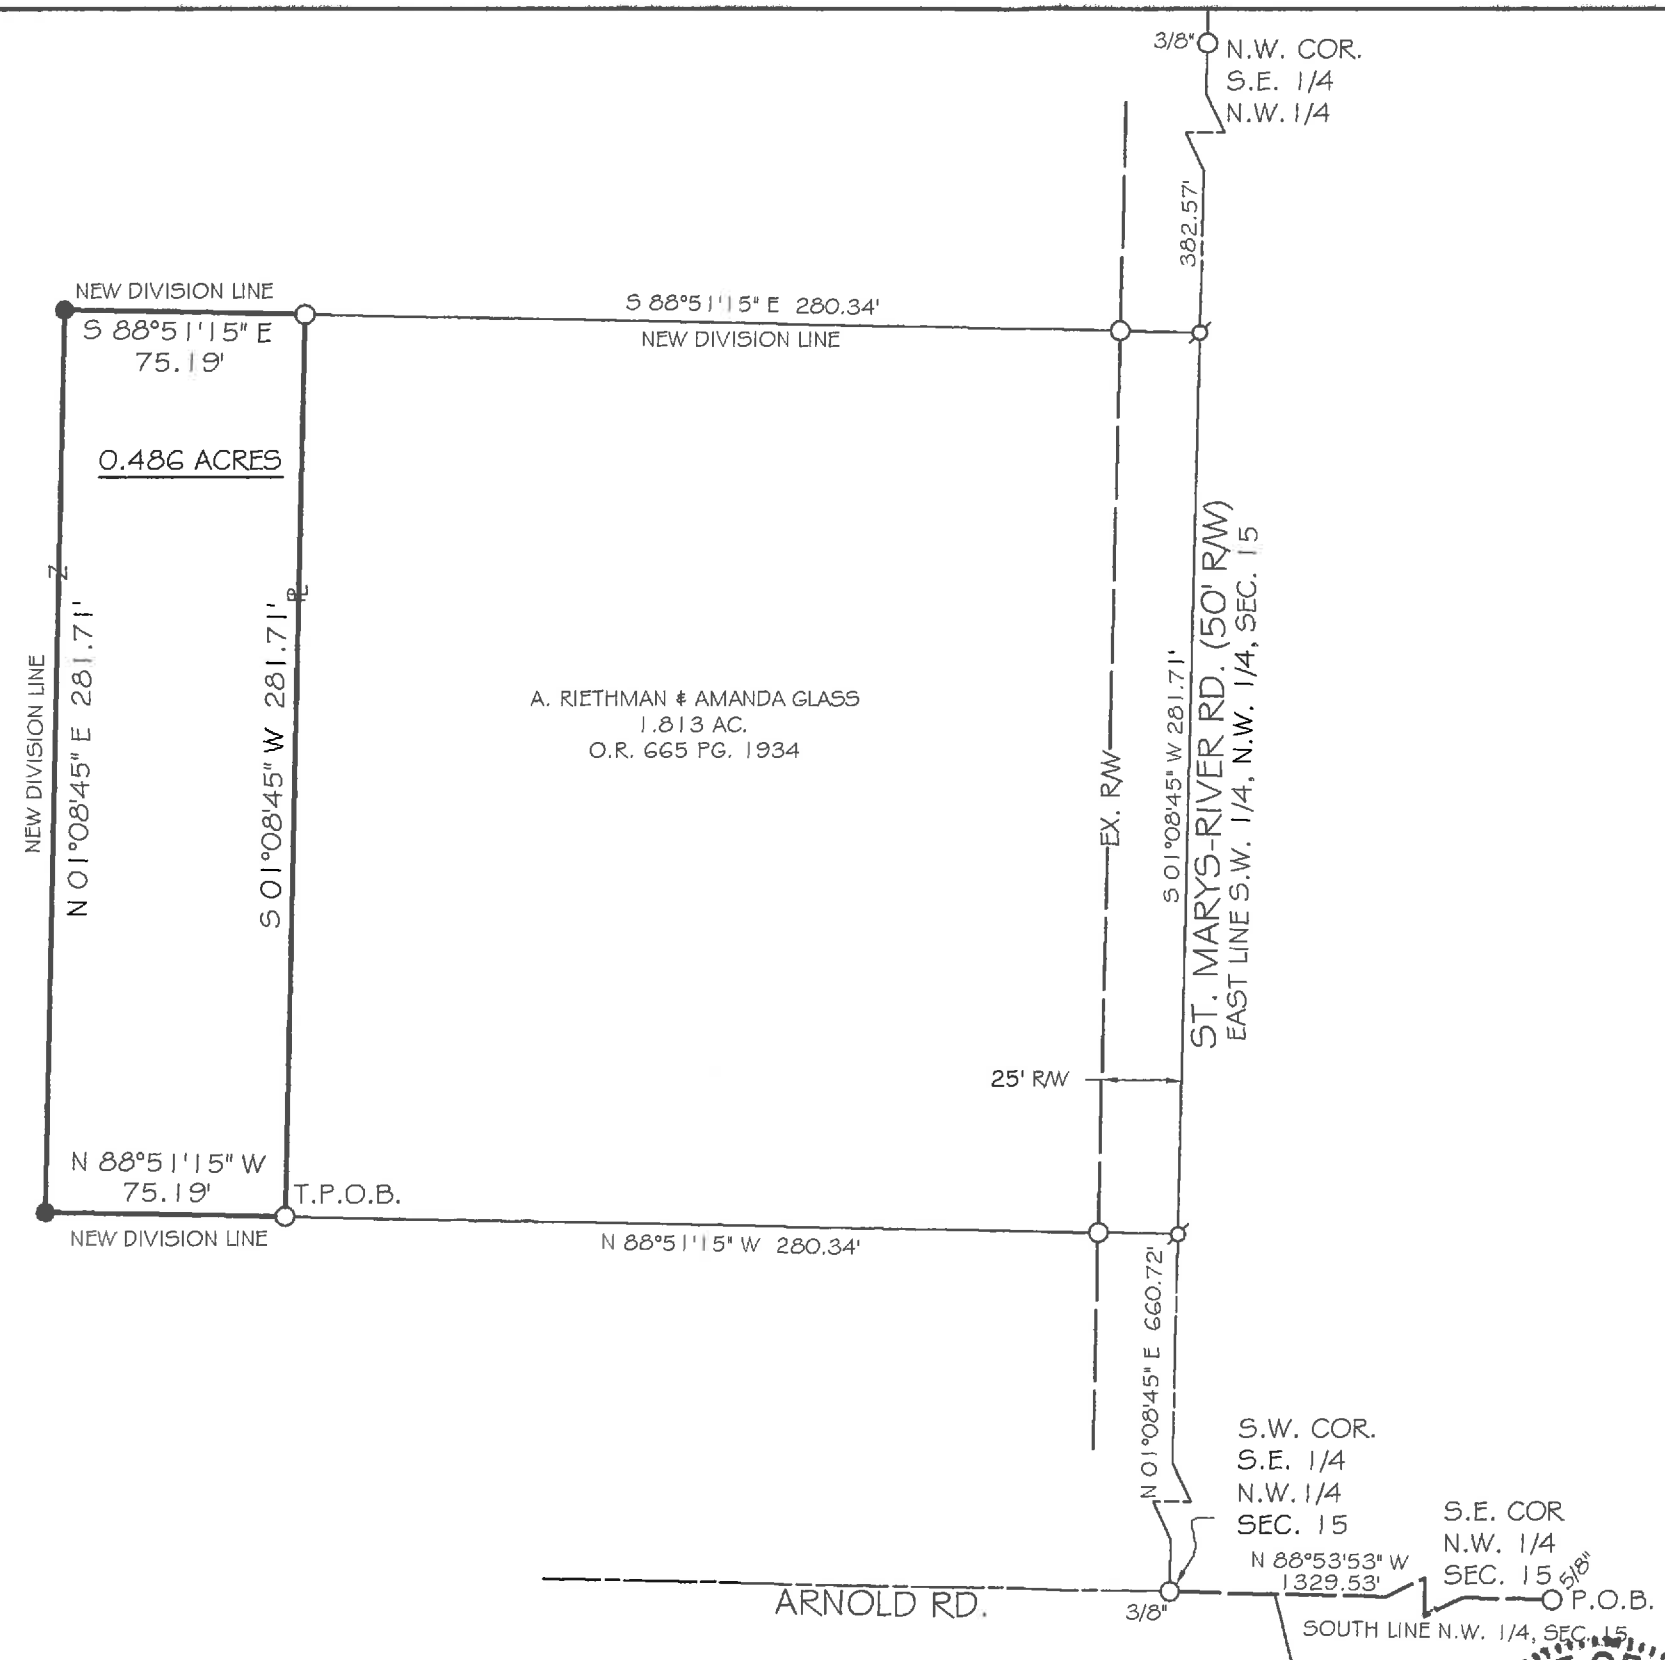 3/8"
N.W. COR.
S.E. 1/4
N.W. 1/4
382.57'
NEW DIVISION LINE
S 88°51'15" E
75.19'
S 88°51'15" E 280.34'
NEW DIVISION LINE
0.486 ACRES
Z
NEW DIVISION LINE
N 01°08'45" E 281.71'
S 01°08'45" W 281.71'
PL
A. RIETHMAN & AMANDA GLASS
1.813 AC.
O.R. 665 PG. 1934
EX. R/W
S 01°08'45" W 281.71'
ST. MARYS-RIVER RD. (50' R/W)
EAST LINE S.W. 1/4, N.W. 1/4, SEC. 15
25' R/W
N 88°51'15" W
75.19'
T.P.O.B.
NEW DIVISION LINE
N 88°51'15" W 280.34'
N 01°08'45" E 660.72'
S.W. COR.
S.E. 1/4
N.W. 1/4
SEC. 15
S.E. COR
N.W. 1/4
SEC. 15
5/8"
N 88°53'53" W
1329.53'
P.O.B.
ARNOLD RD.
3/8"
SOUTH LINE N.W. 1/4, SEC. 15